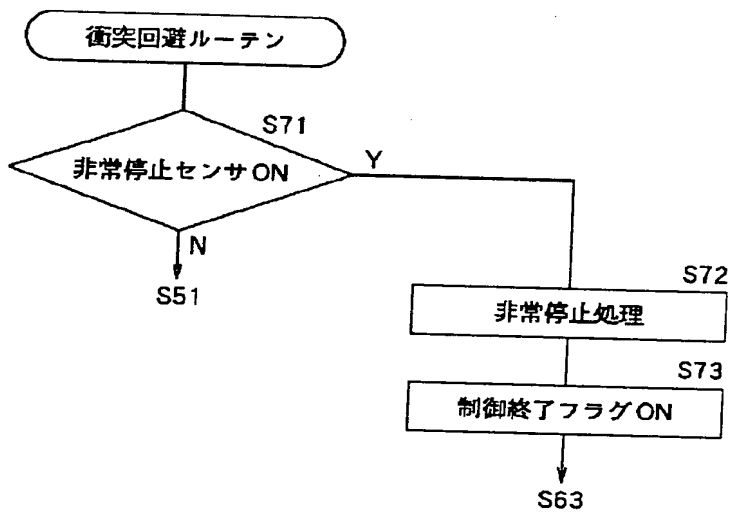 衝突回避ルーテン
S71
非常停止センサON
Y
N
S51
S72
非常停止処理
S73
制御終了フラグON
S63